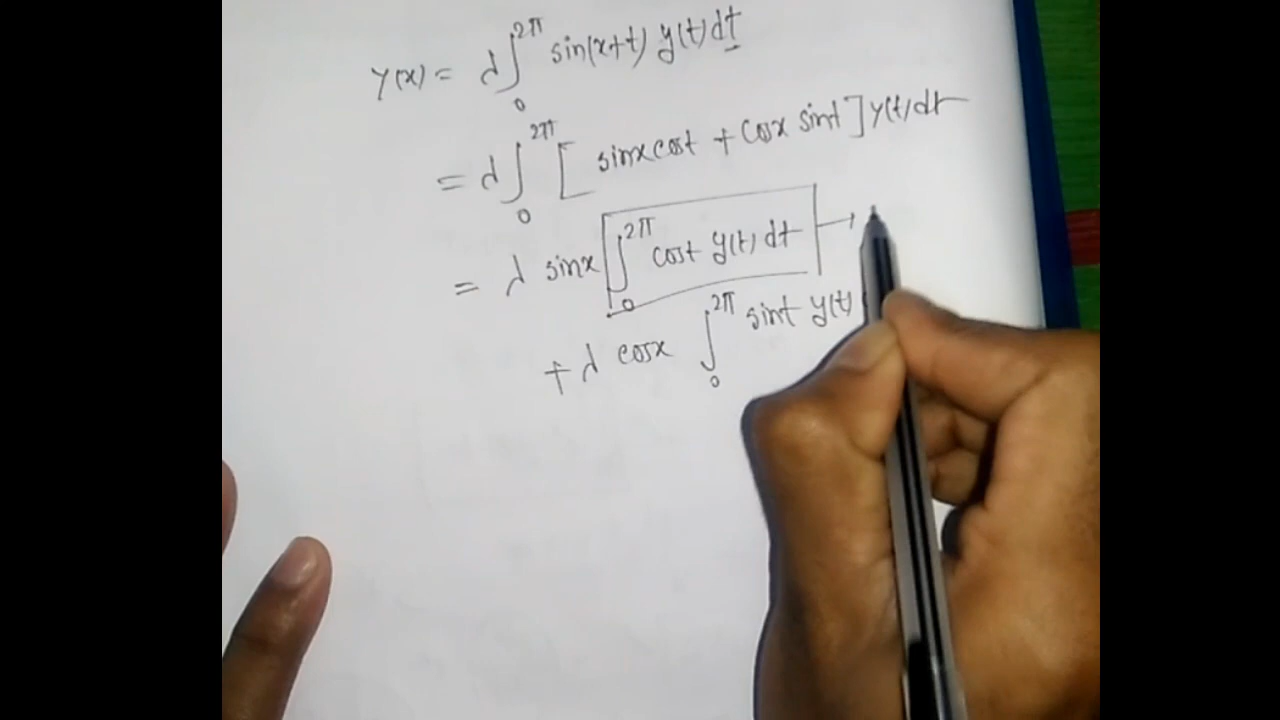 y(x) = λ∫₀^2π sin(x+t) y(t) dt
= λ∫₀^2π [ sinx cost + cosx sint ] y(t) dt
= λ sinx ∫₀^2π cost y(t) dt →
+ λ cosx ∫₀^2π sint y(t)